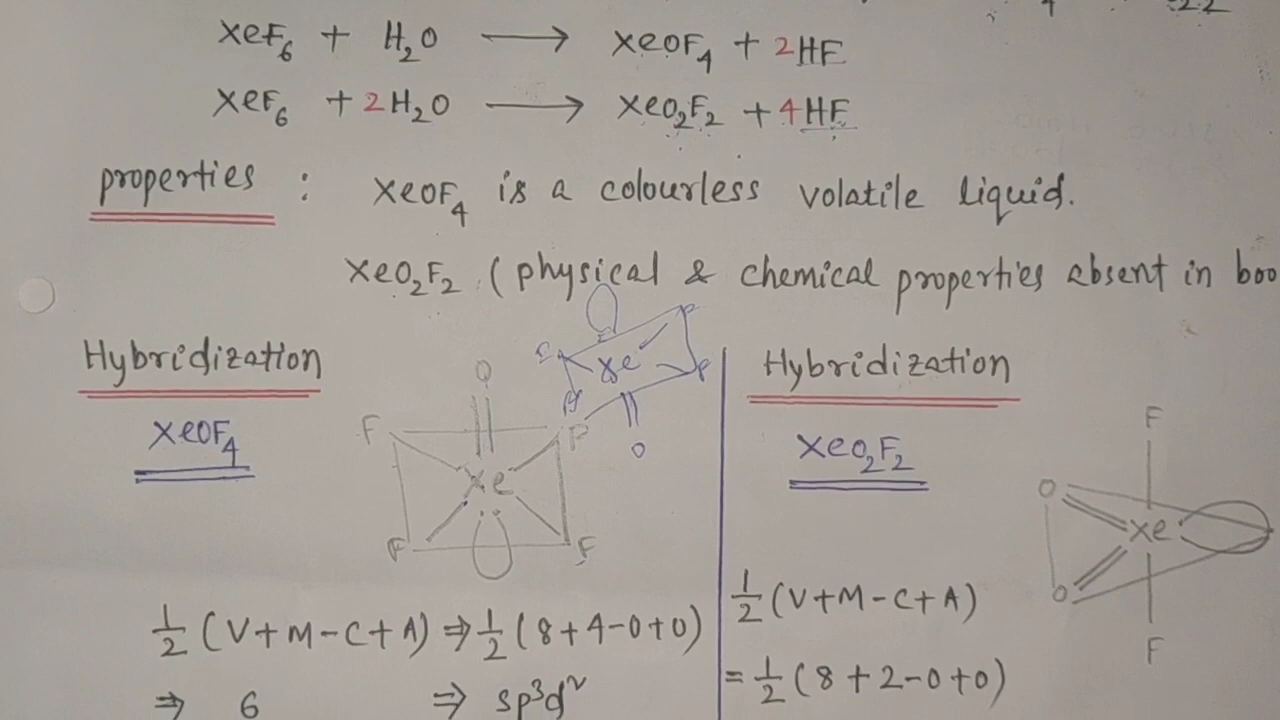 XeF₆ + H₂O ⟶ XeOF₄ + 2HF
XeF₆ + 2H₂O ⟶ XeO₂F₂ + 4HF
properties : XeOF₄ is a colourless volatile liquid.
XeO₂F₂ (physical & chemical properties absent in boo
Hybridization
XeOF₄
O
F F
Xe
F F
F F
Xe
F
O
½ (V+M-C+A) ⇒ ½ (8+4-0+0)
⇒ 6 ⇒ sp³d²
Hybridization
XeO₂F₂
F
O
Xe
O
F
½ (V+M-C+A)
= ½ (8+2-0+0)